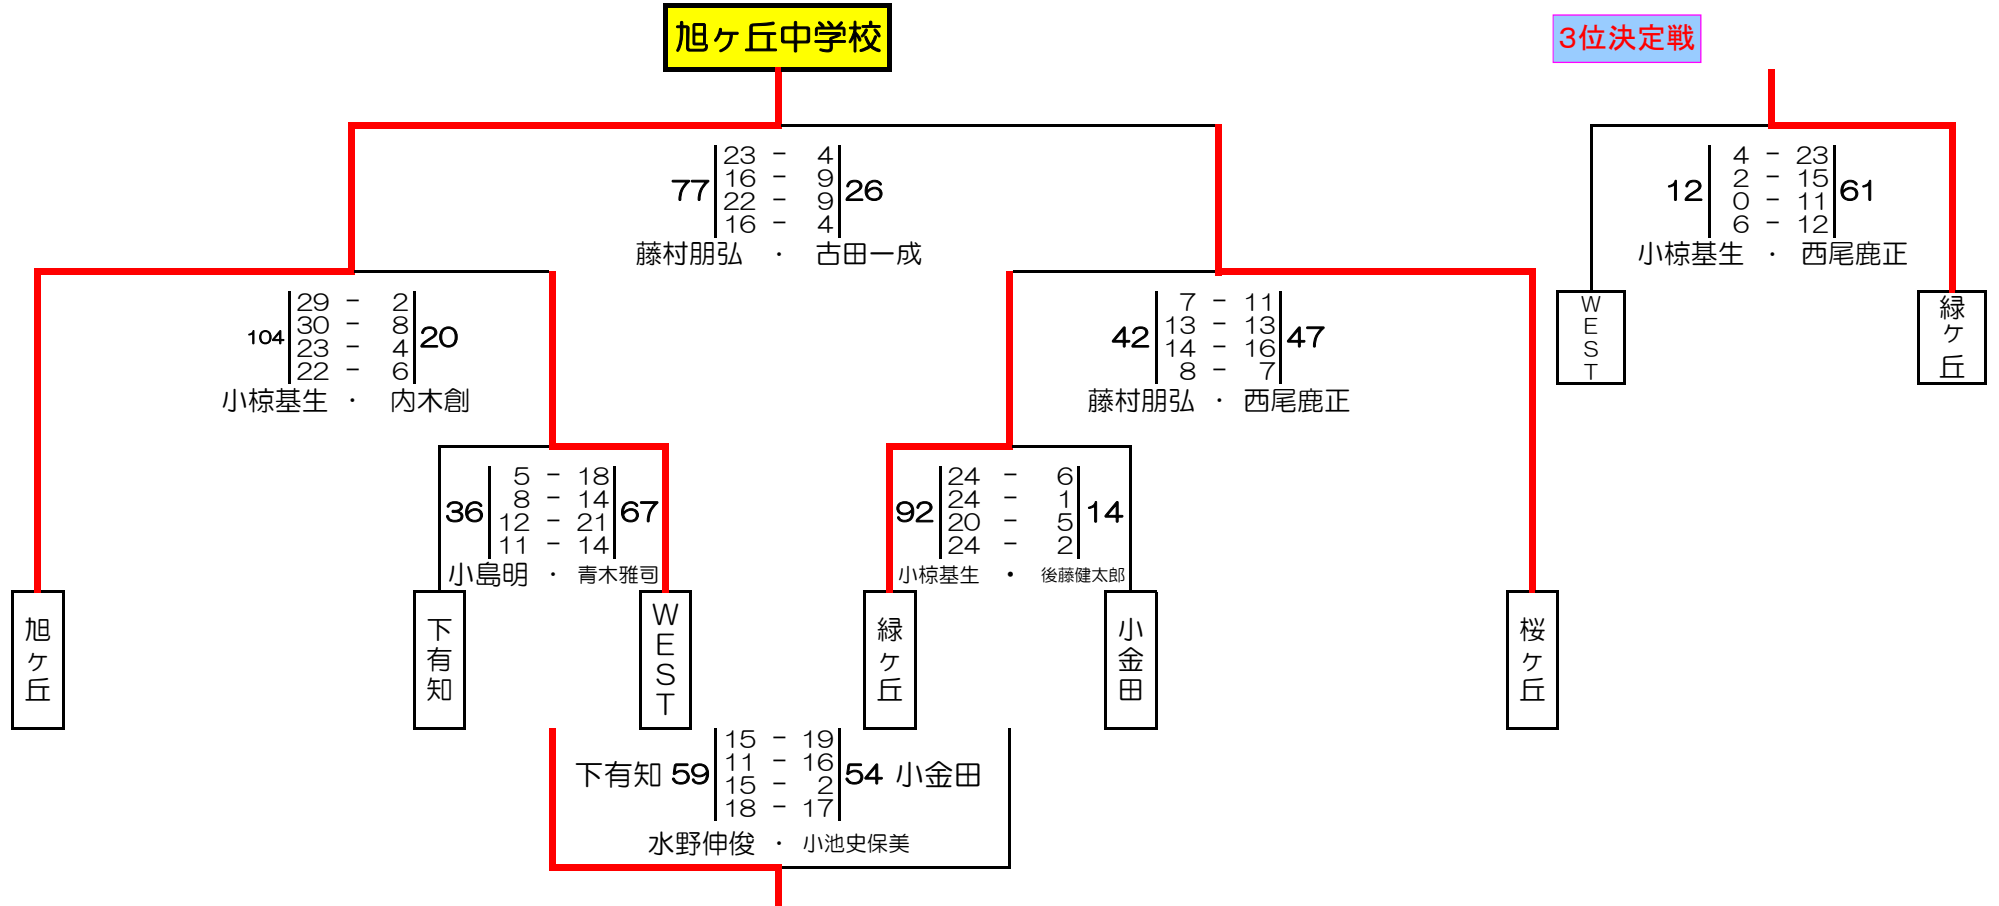 旭ヶ丘中学校
3位決定戦
77 23 - 4 26
16 - 9
22 - 9
16 - 4
藤村朋弘 ・ 古田一成
12 4 - 23 61
2 - 15
0 - 11
6 - 12
小椋基生 ・ 西尾鹿正
WEST
緑ケ丘
104 29 - 2 20
30 - 8
23 - 4
22 - 6
小椋基生 ・ 内木創
42 7 - 11 47
13 - 13
14 - 16
8 - 7
藤村朋弘 ・ 西尾鹿正
36 5 - 18 67
8 - 14
12 - 21
11 - 14
小島明 ・ 青木雅司
92 24 - 6 14
24 - 1
20 - 5
24 - 2
小椋基生 ・ 後藤健太郎
旭ヶ丘
下有知
WEST
緑ヶ丘
小金田
桜ヶ丘
下有知 59 15 - 19 54 小金田
11 - 16
15 - 2
18 - 17
水野伸俊 ・ 小池史保美